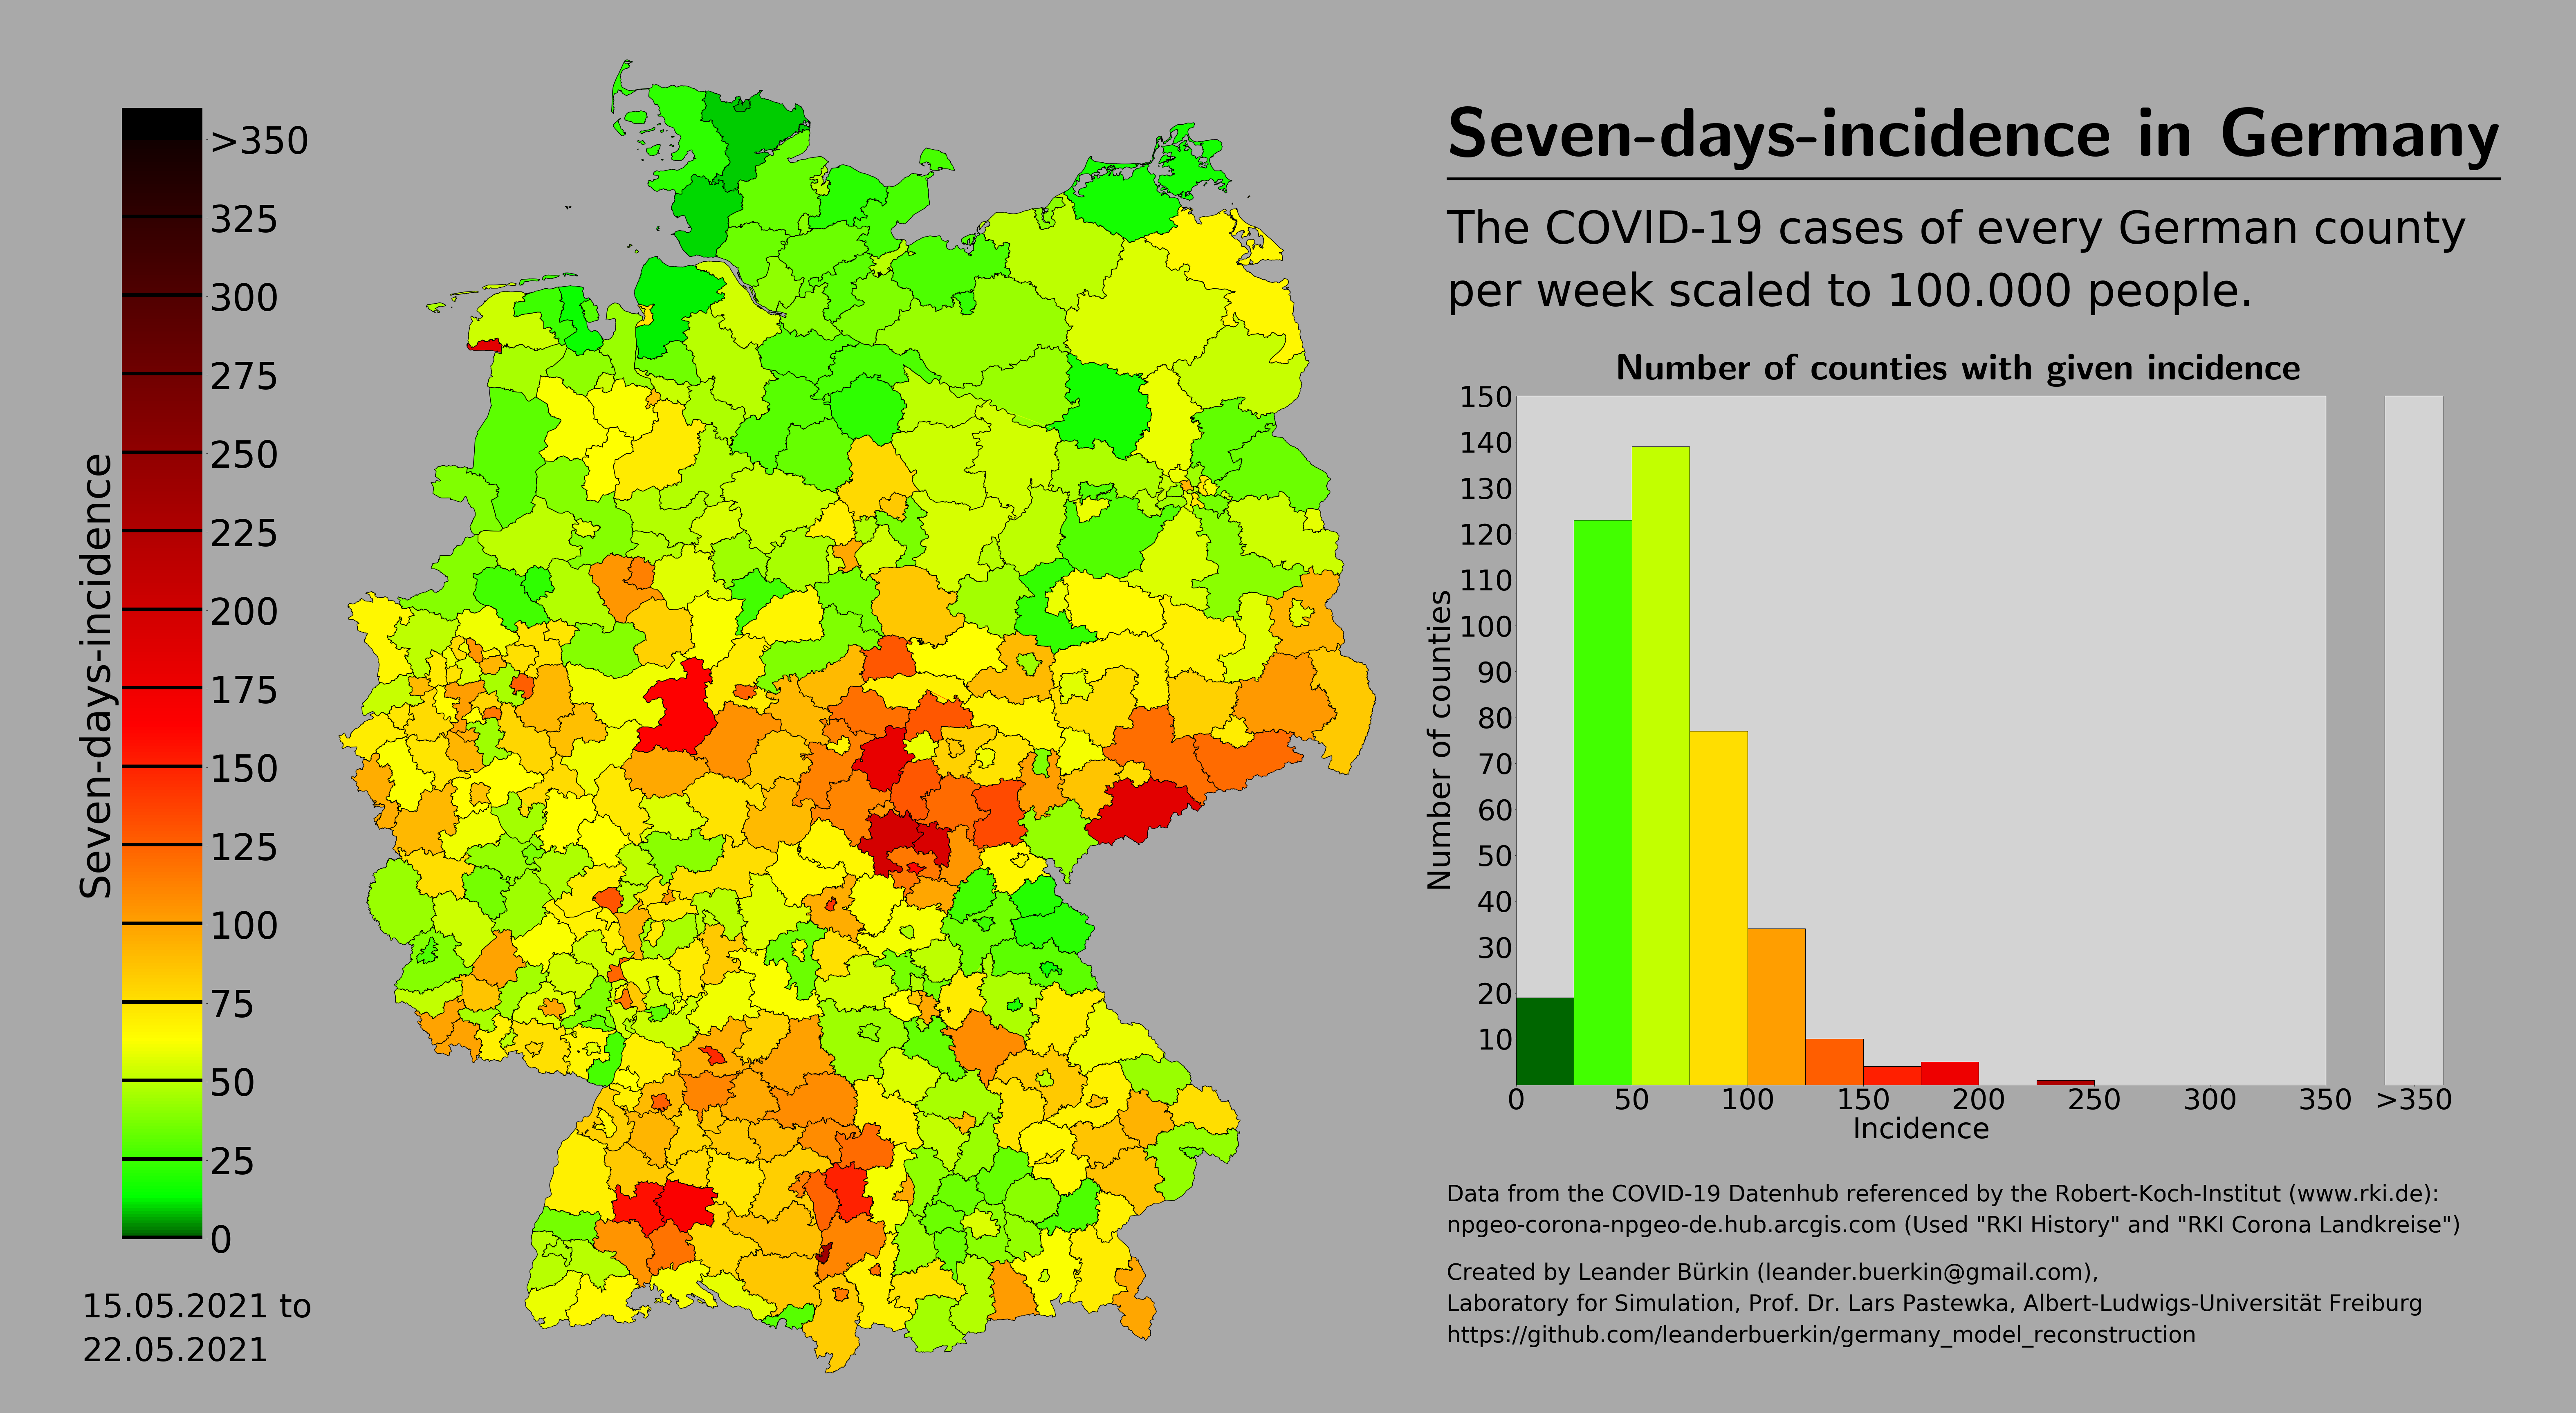 Seven-days-incidence in Germany
The COVID-19 cases of every German county
per week scaled to 100.000 people.
Seven-days-incidence
>350
325
300
275
250
225
200
175
150
125
100
75
50
25
0
15.05.2021 to
22.05.2021
Number of counties with given incidence
Number of counties
150
140
130
120
110
100
90
80
70
60
50
40
30
20
10
0 50 100 150 200 250 300 350 >350
Incidence
Data from the COVID-19 Datenhub referenced by the Robert-Koch-Institut (www.rki.de):
npgeo-corona-npgeo-de.hub.arcgis.com (Used "RKI History" and "RKI Corona Landkreise")
Created by Leander Bürkin (leander.buerkin@gmail.com),
Laboratory for Simulation, Prof. Dr. Lars Pastewka, Albert-Ludwigs-Universität Freiburg
https://github.com/leanderbuerkin/germany_model_reconstruction